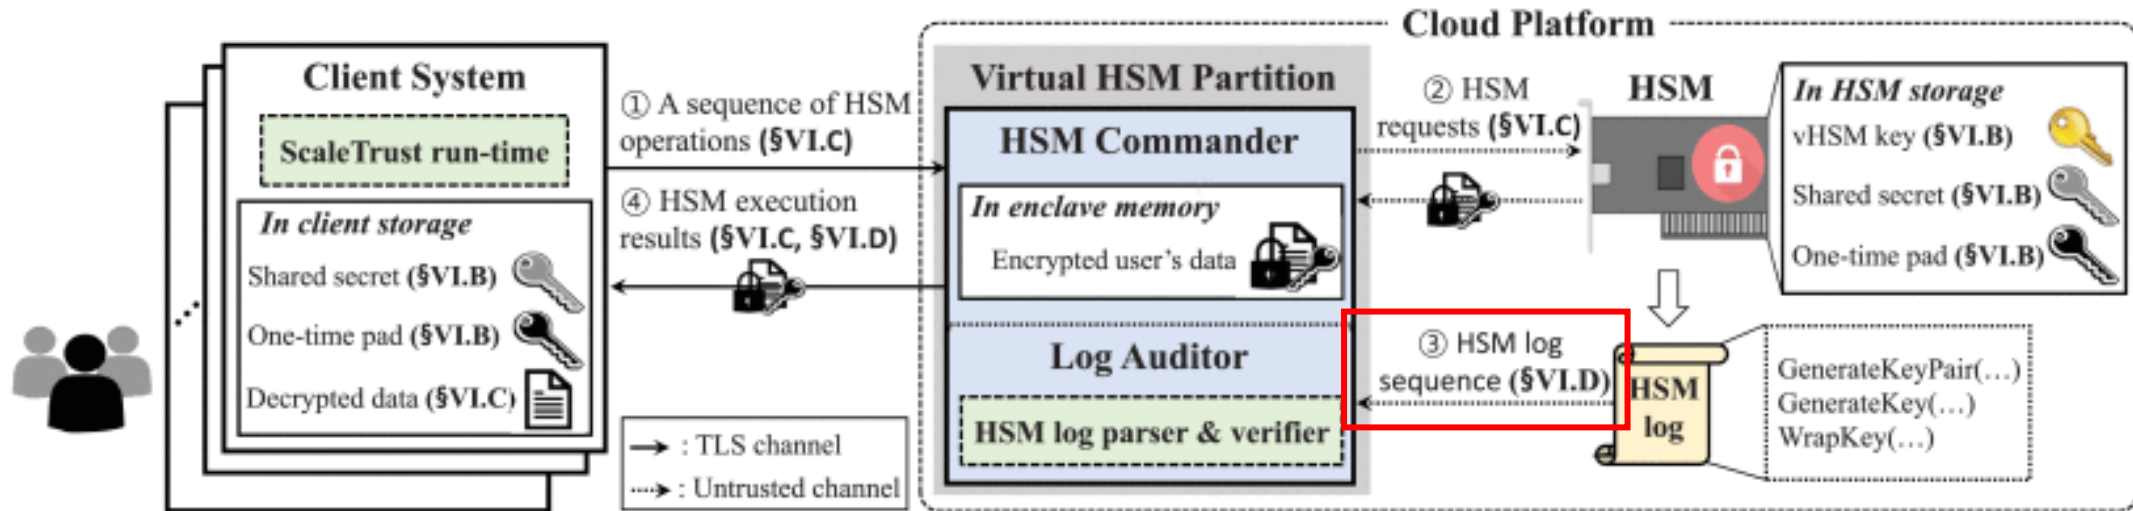 Cloud Platform
Client System
ScaleTrust run-time
In client storage
Shared secret (§VI.B)
One-time pad (§VI.B)
Decrypted data (§VI.C)
① A sequence of HSM
operations (§VI.C)
④ HSM execution
results (§VI.C, §VI.D)
: TLS channel
: Untrusted channel
Virtual HSM Partition
HSM Commander
In enclave memory
Encrypted user's data
Log Auditor
HSM log parser & verifier
② HSM
requests (§VI.C)
③ HSM log
sequence (§VI.D)
HSM
In HSM storage
vHSM key (§VI.B)
Shared secret (§VI.B)
One-time pad (§VI.B)
HSM
log
GenerateKeyPair(…)
GenerateKey(…)
WrapKey(…)